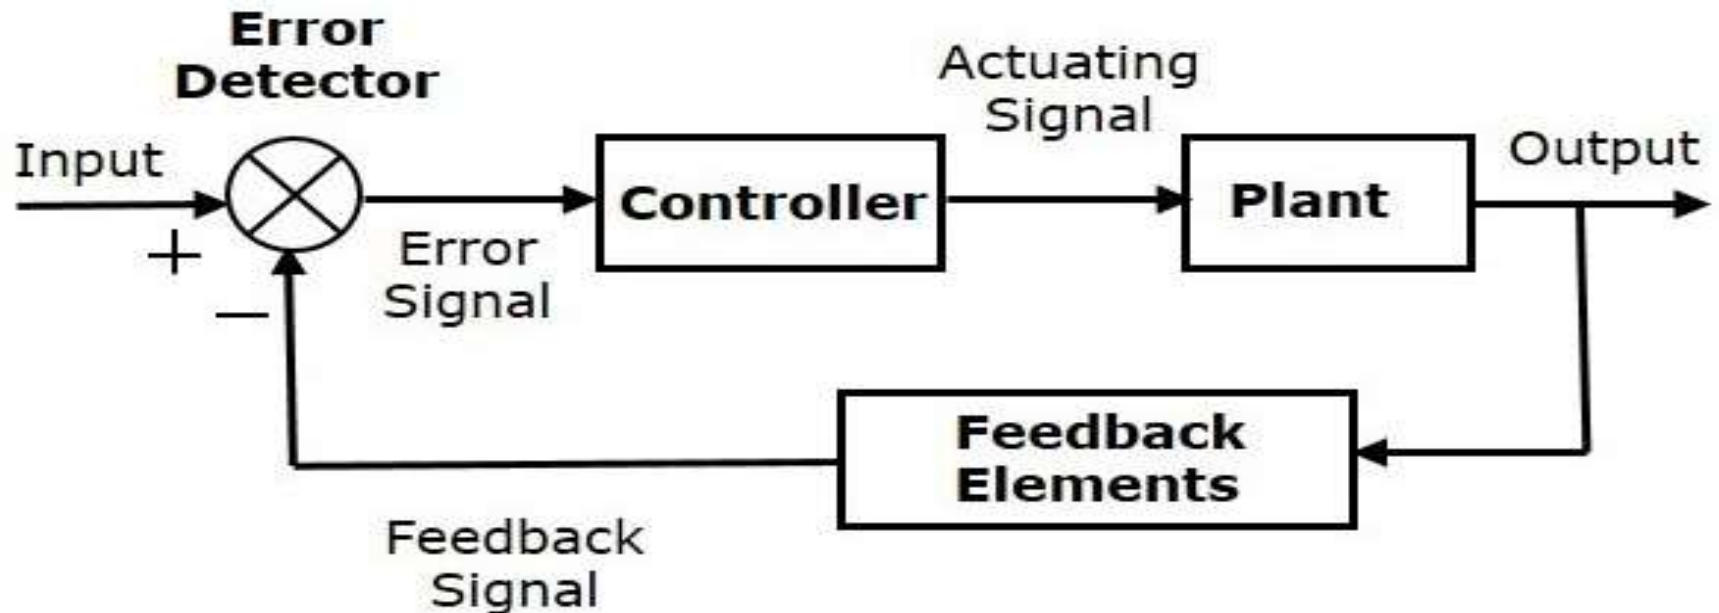 Error
Detector
Actuating
Signal
Input
Output
Controller
Plant
+
Error
Signal
−
Feedback
Elements
Feedback
Signal